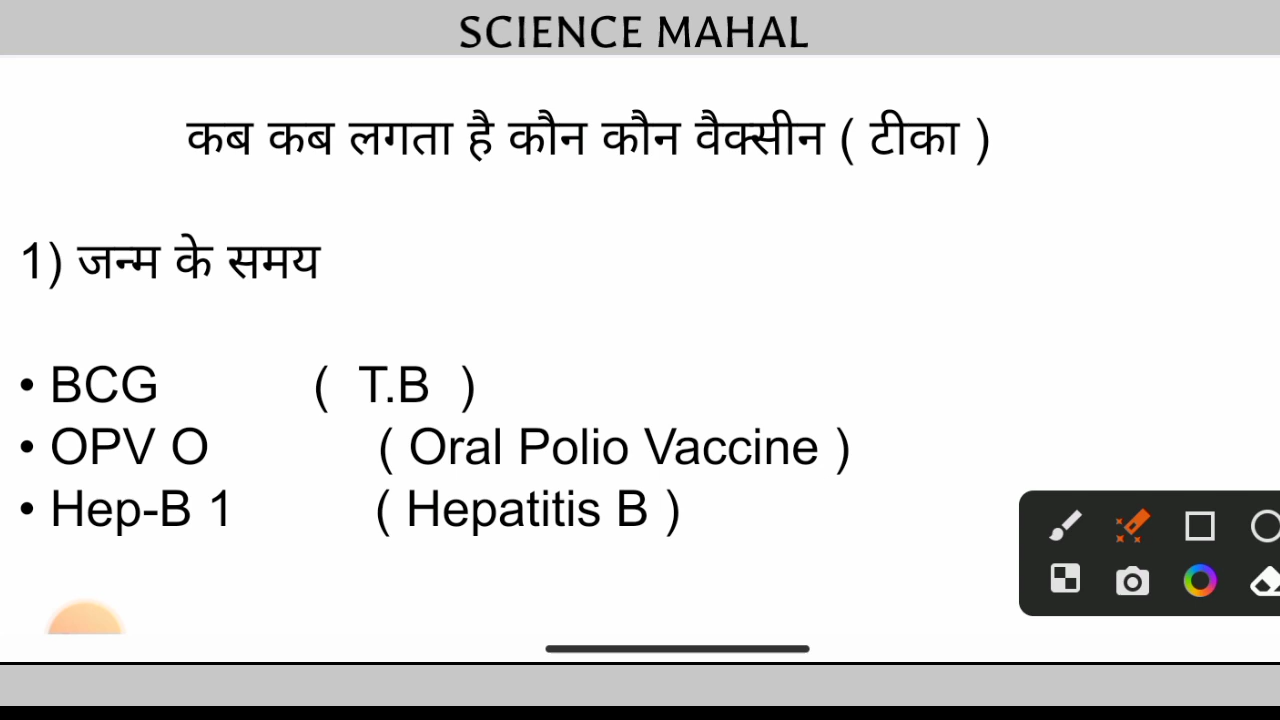 SCIENCE MAHAL
कब कब लगता है कौन कौन वैक्सीन ( टीका )
1) जन्म के समय
• BCG ( T.B )
• OPV O ( Oral Polio Vaccine )
• Hep-B 1 ( Hepatitis B )